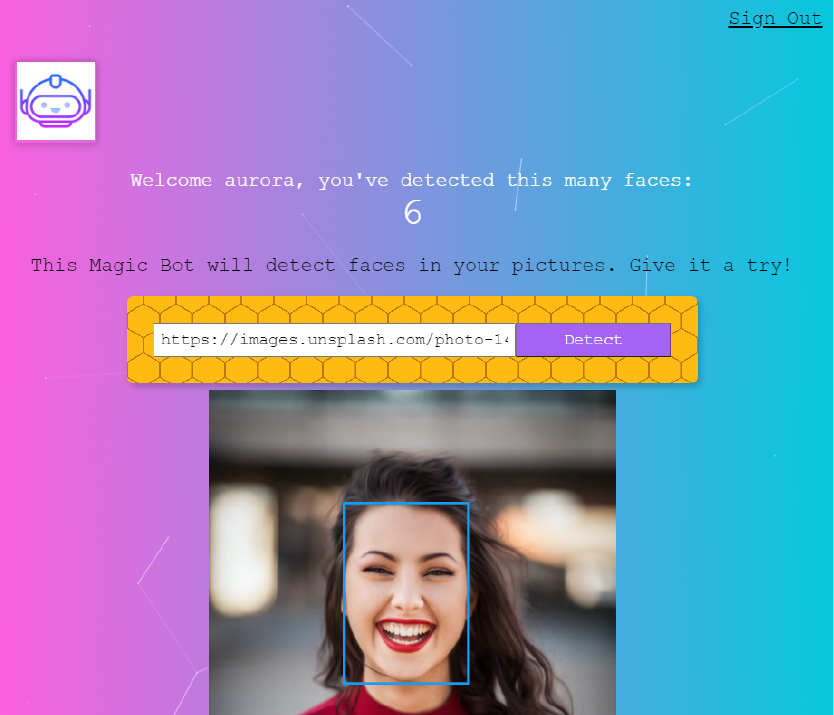 Sign Out
Welcome aurora, you've detected this many faces:
6
This Magic Bot will detect faces in your pictures. Give it a try!
https://images.unsplash.com/photo-14 Detect